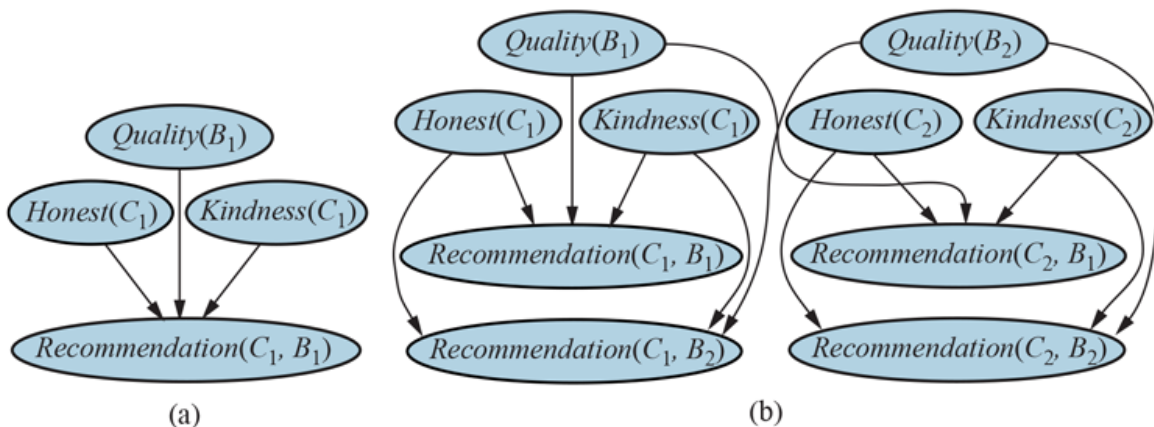 Quality(B₁)
Honest(C₁) Kindness(C₁)
Recommendation(C₁, B₁)
(a)
Quality(B₁) Quality(B₂)
Honest(C₁) Kindness(C₁) Honest(C₂) Kindness(C₂)
Recommendation(C₁, B₁) Recommendation(C₂, B₁)
Recommendation(C₁, B₂) Recommendation(C₂, B₂)
(b)